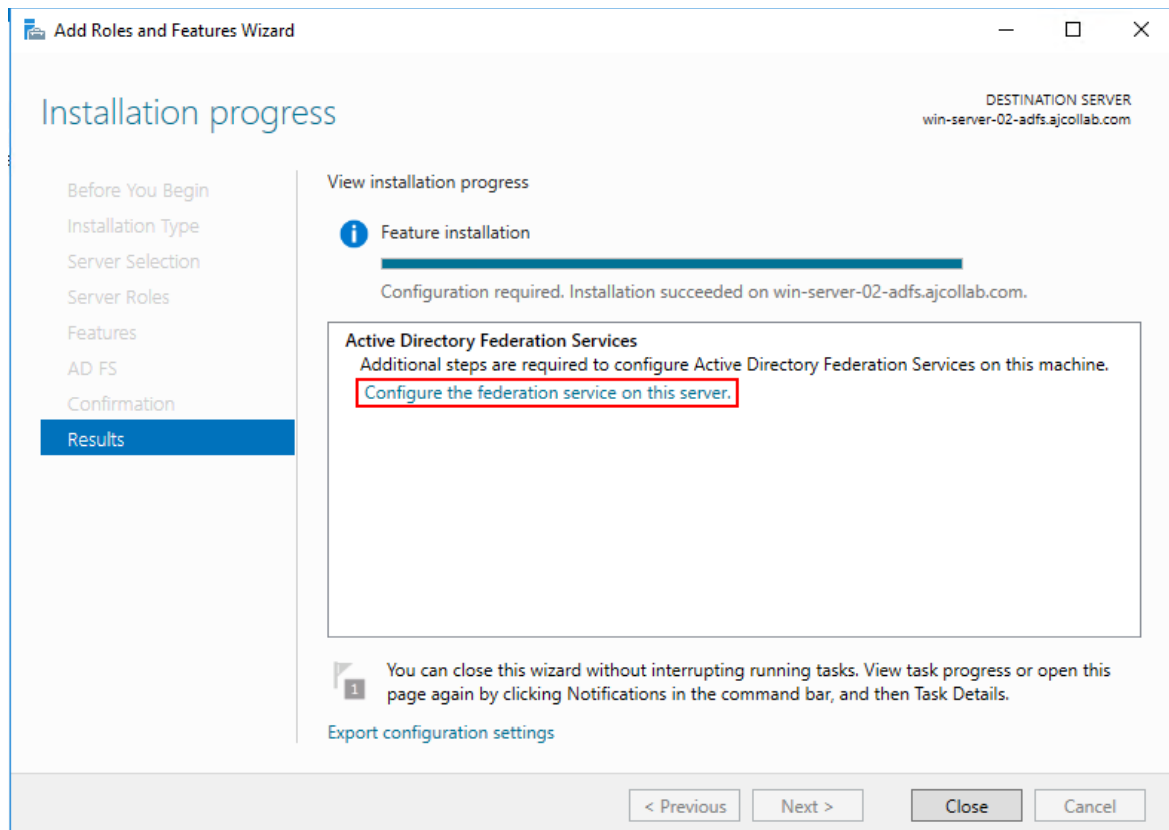 Add Roles and Features Wizard
Installation progress
DESTINATION SERVER
win-server-02-adfs.ajcollab.com
Before You Begin
Installation Type
Server Selection
Server Roles
Features
AD FS
Confirmation
Results
View installation progress
Feature installation
Configuration required. Installation succeeded on win-server-02-adfs.ajcollab.com.
Active Directory Federation Services
Additional steps are required to configure Active Directory Federation Services on this machine.
Configure the federation service on this server.
1
You can close this wizard without interrupting running tasks. View task progress or open this
page again by clicking Notifications in the command bar, and then Task Details.
Export configuration settings
< Previous
Next >
Close
Cancel